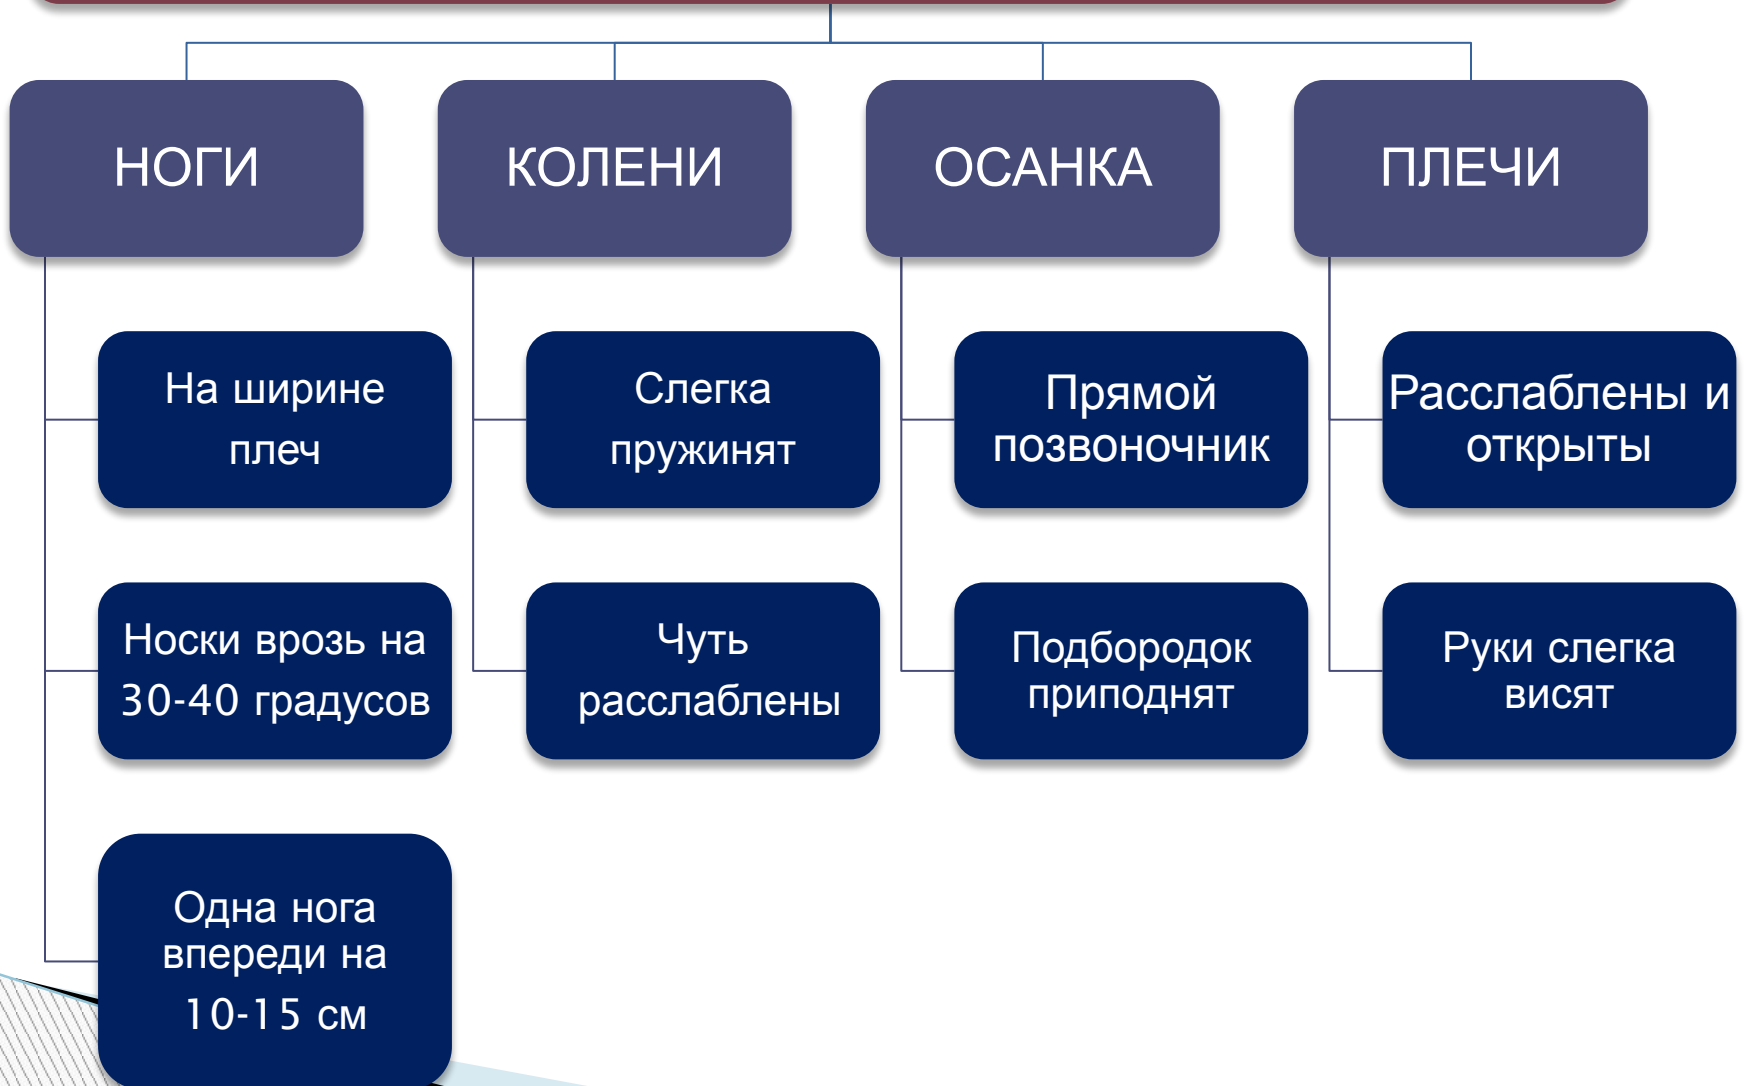 НОГИ
КОЛЕНИ
ОСАНКА
ПЛЕЧИ
На ширине
плеч
Слегка
пружинят
Прямой
позвоночник
Расслаблены и
открыты
Носки врозь на
30-40 градусов
Чуть
расслаблены
Подбородок
приподнят
Руки слегка
висят
Одна нога
впереди на
10-15 см